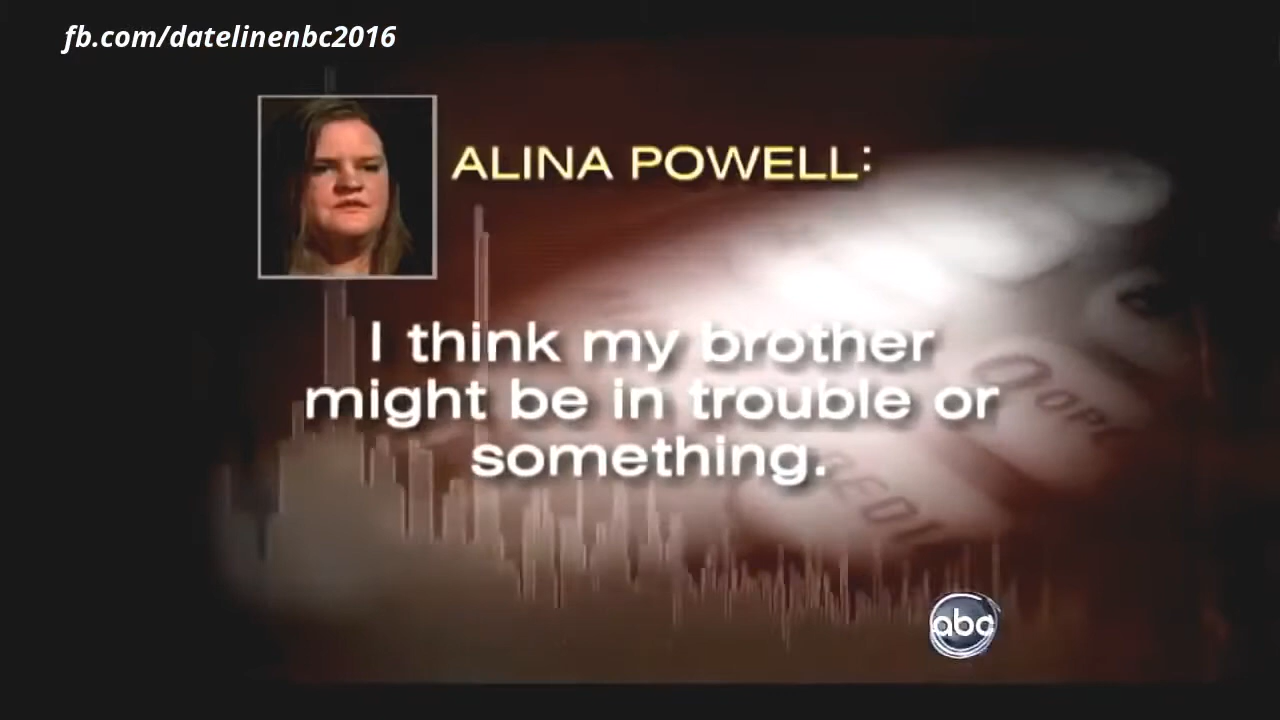 fb.com/datelinenbc2016
ALINA POWELL:
I think my brother
might be in trouble or
something.
abc